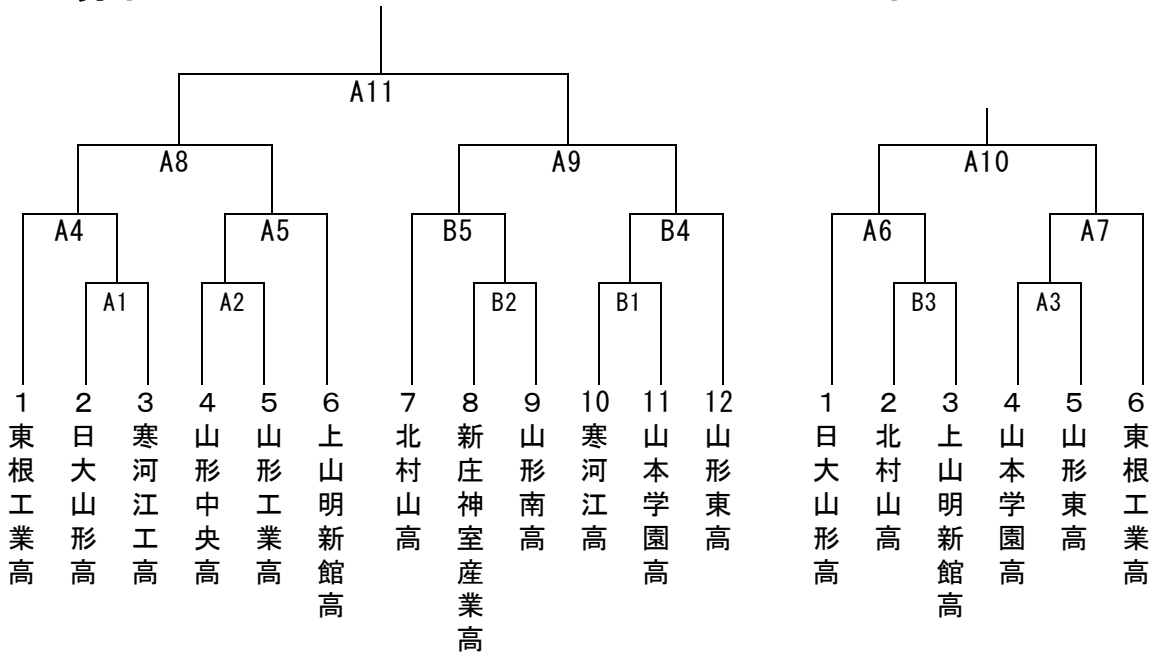 A11
A8
A9
A10
A4
A5
B5
B4
A6
A7
A1
A2
B2
B1
B3
A3
1
2
3
4
5
6
7
8
9
10
11
12
1
2
3
4
5
6
東根工業高
日大山形高
寒河江工高
山形中央高
山形工業高
上山明新館高
北村山高
新庄神室産業高
山形南高
寒河江高
山本学園高
山形東高
日大山形高
北村山高
上山明新館高
山本学園高
山形東高
東根工業高